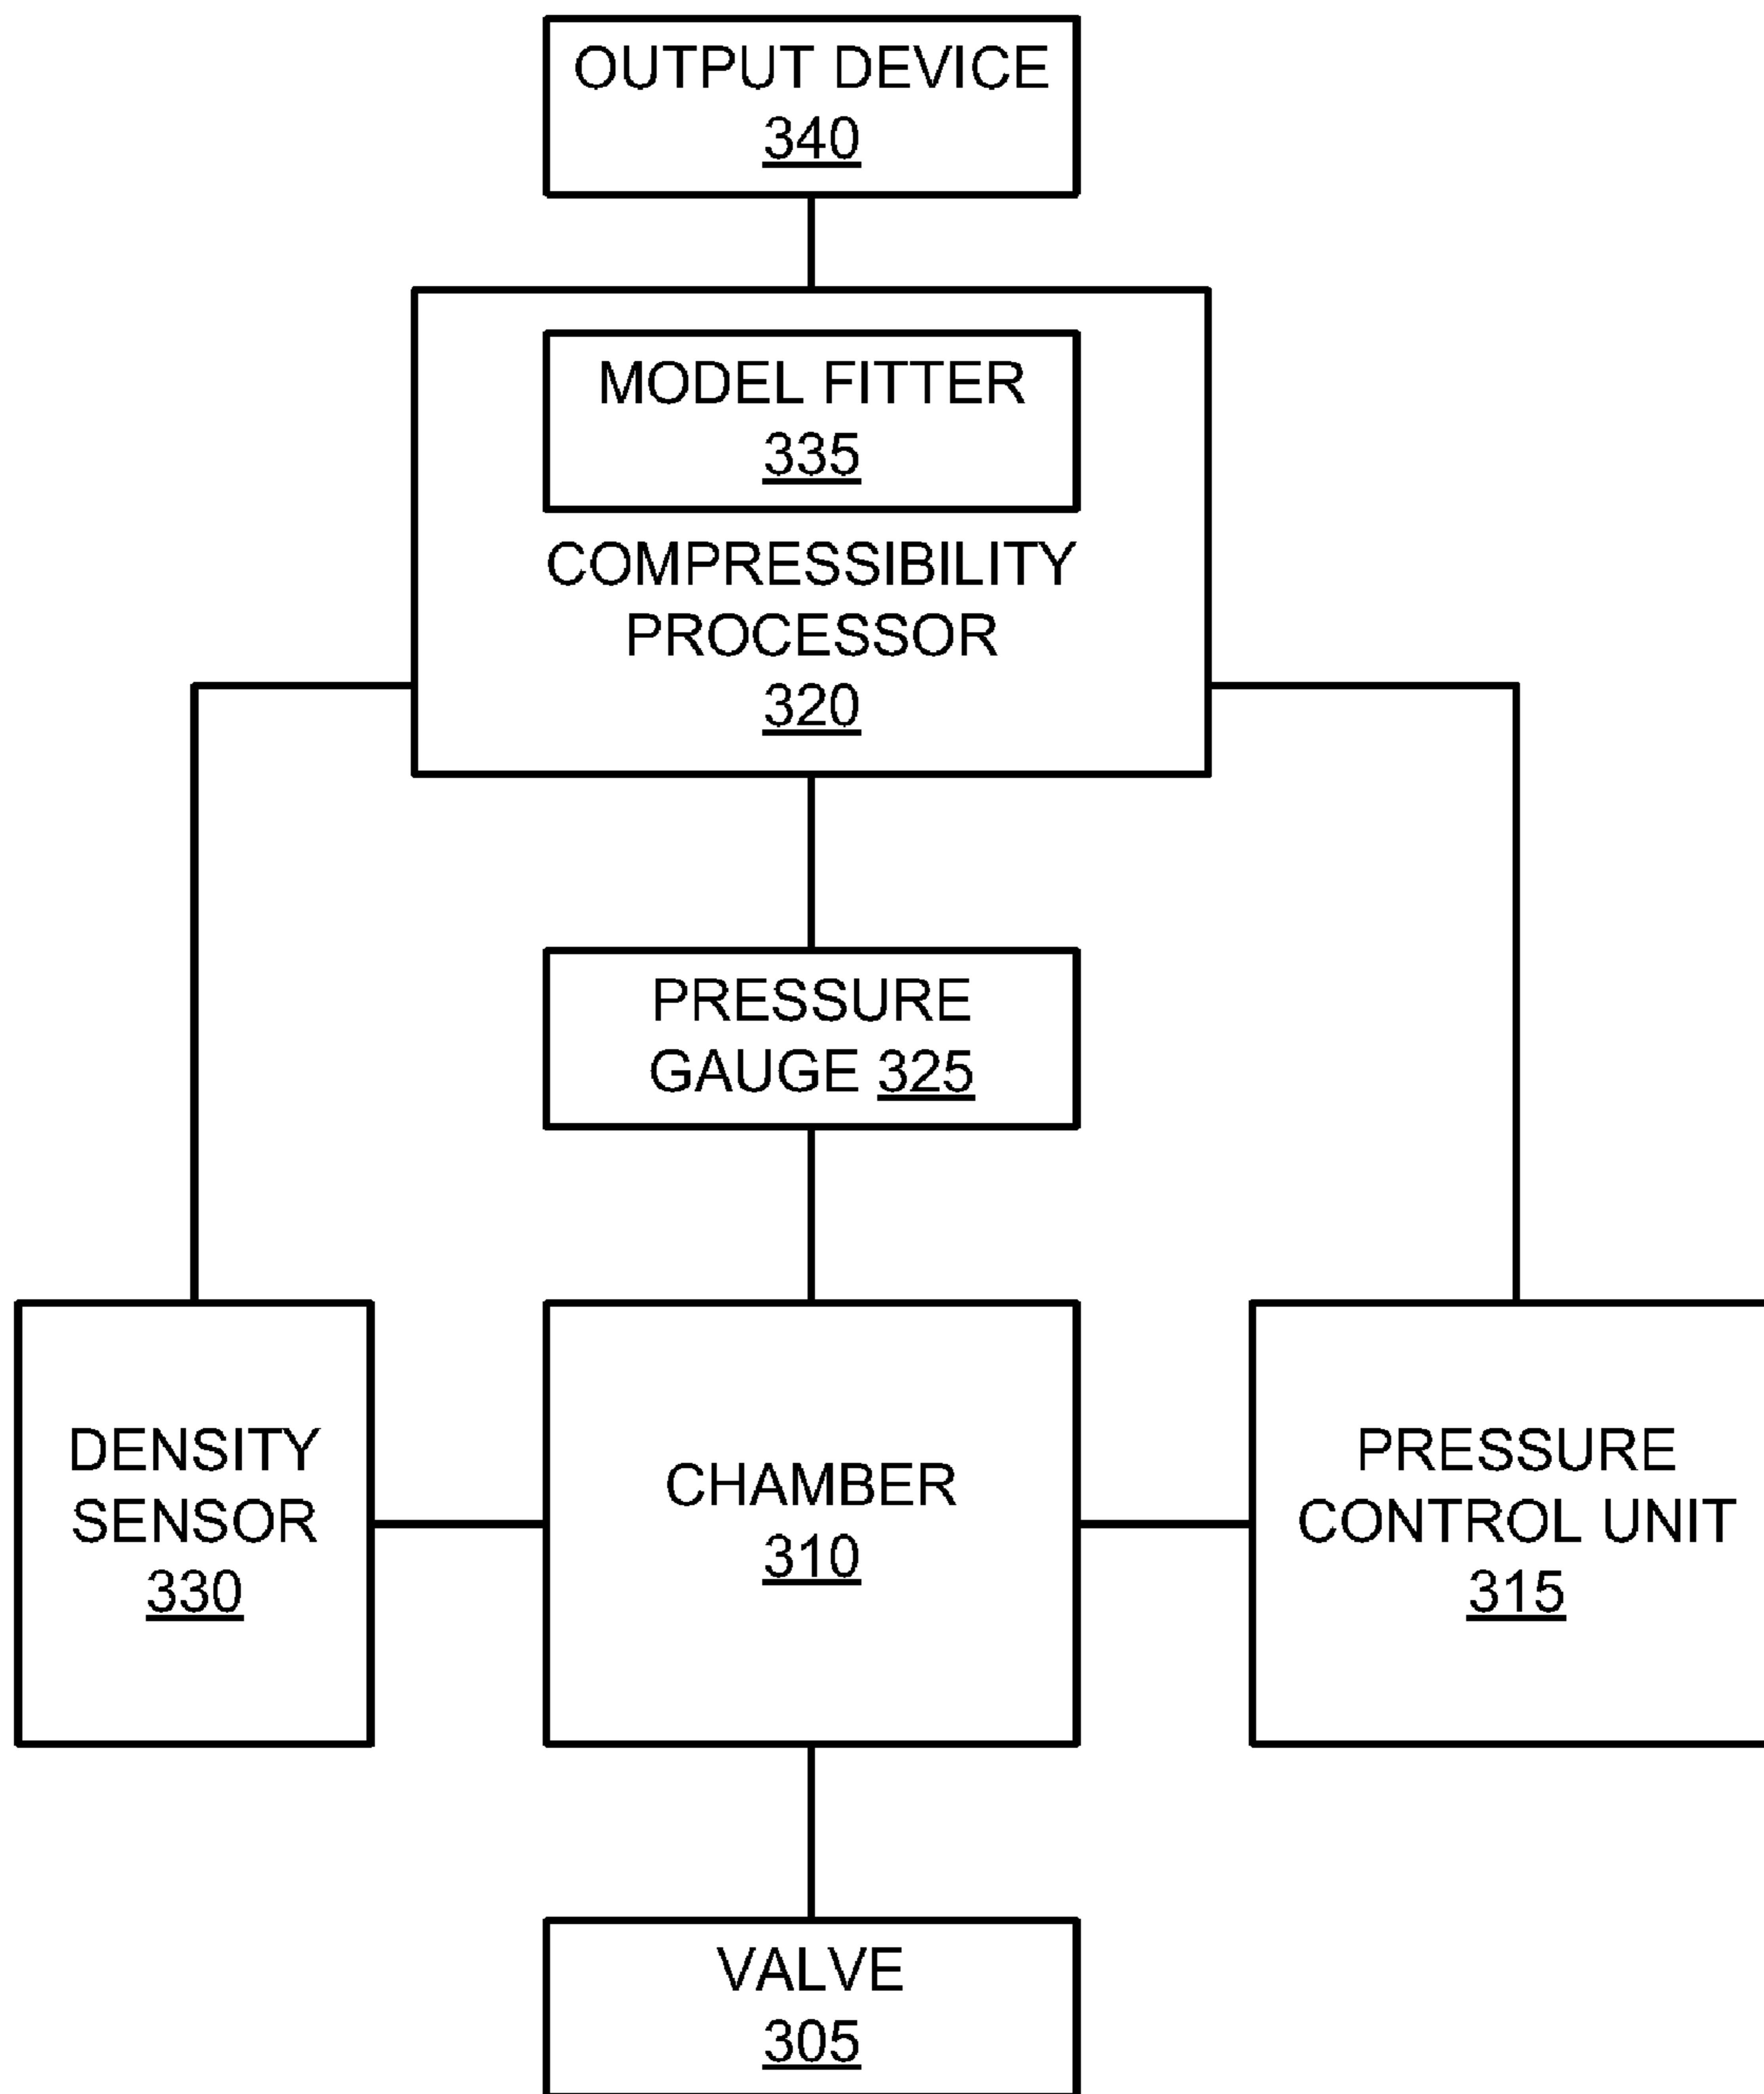 OUTPUT DEVICE
340
MODEL FITTER
335
COMPRESSIBILITY
PROCESSOR
320
PRESSURE
GAUGE 325
DENSITY
SENSOR
330
CHAMBER
310
PRESSURE
CONTROL UNIT
315
VALVE
305